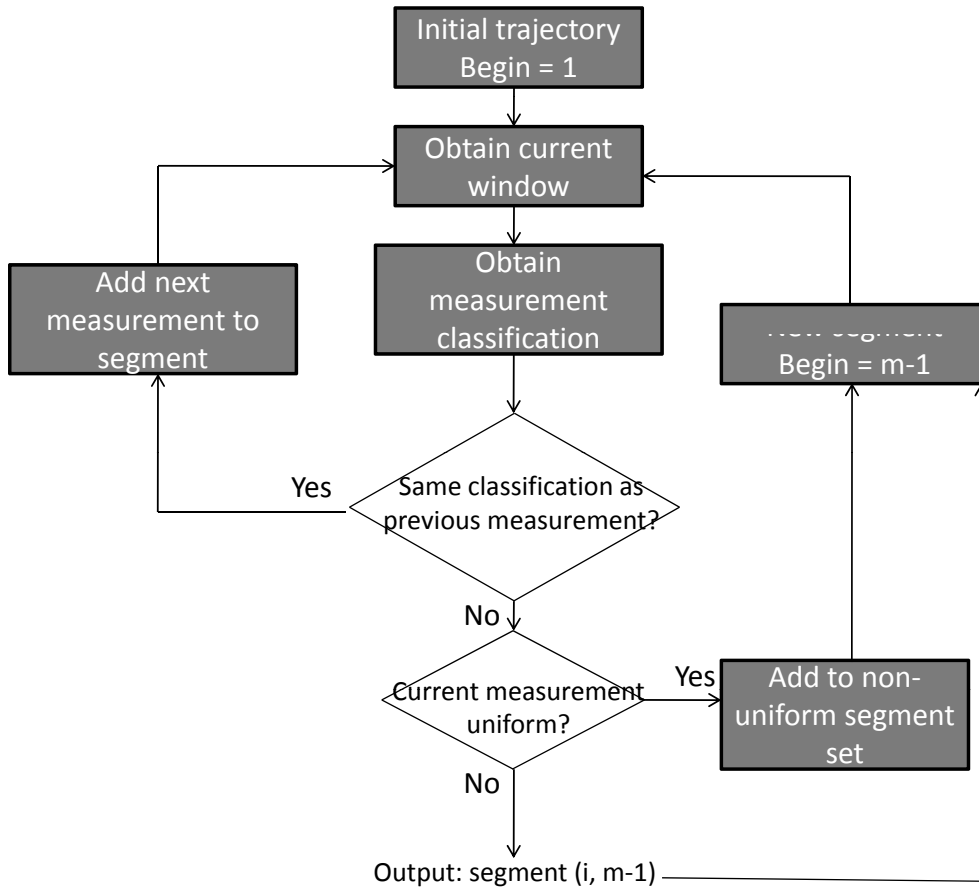 Initial trajectory
Begin = 1
Obtain current
window
Obtain
measurement
classification
Add next
measurement to
segment
New segment
Begin = m-1
Yes
Same classification as
previous measurement?
No
Current measurement
uniform?
Yes
Add to non-
uniform segment
set
No
Output: segment (i, m-1)